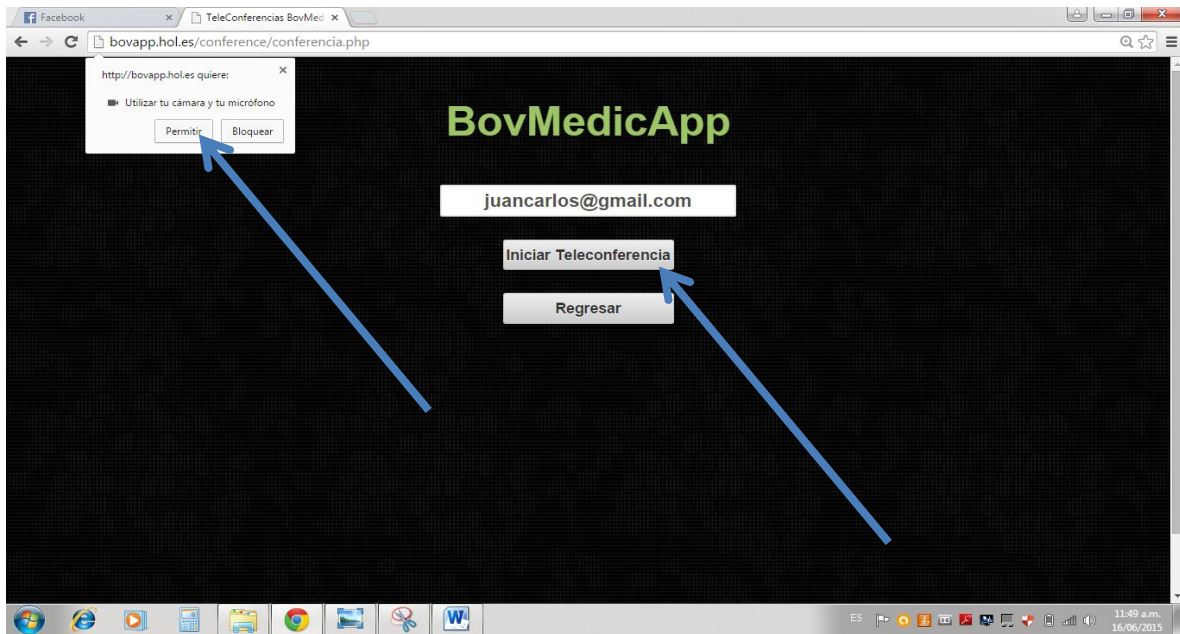 Facebook
TeleConferencias BovMed
bovapp.hol.es/conference/conferencia.php
http://bovapp.hol.es quiere:
Utilizar tu cámara y tu micrófono
Permitir
Bloquear
BovMedicApp
juancarlos@gmail.com
Iniciar Teleconferencia
Regresar
W
ES
11:49 a.m.
16/06/2015